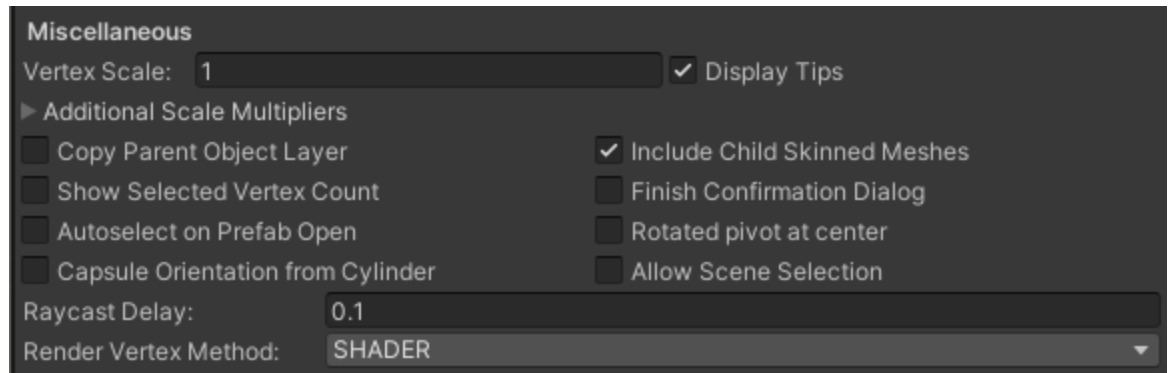 Miscellaneous
Vertex Scale: 1 Display Tips
Additional Scale Multipliers
Copy Parent Object Layer Include Child Skinned Meshes
Show Selected Vertex Count Finish Confirmation Dialog
Autoselect on Prefab Open Rotated pivot at center
Capsule Orientation from Cylinder Allow Scene Selection
Raycast Delay: 0.1
Render Vertex Method: SHADER